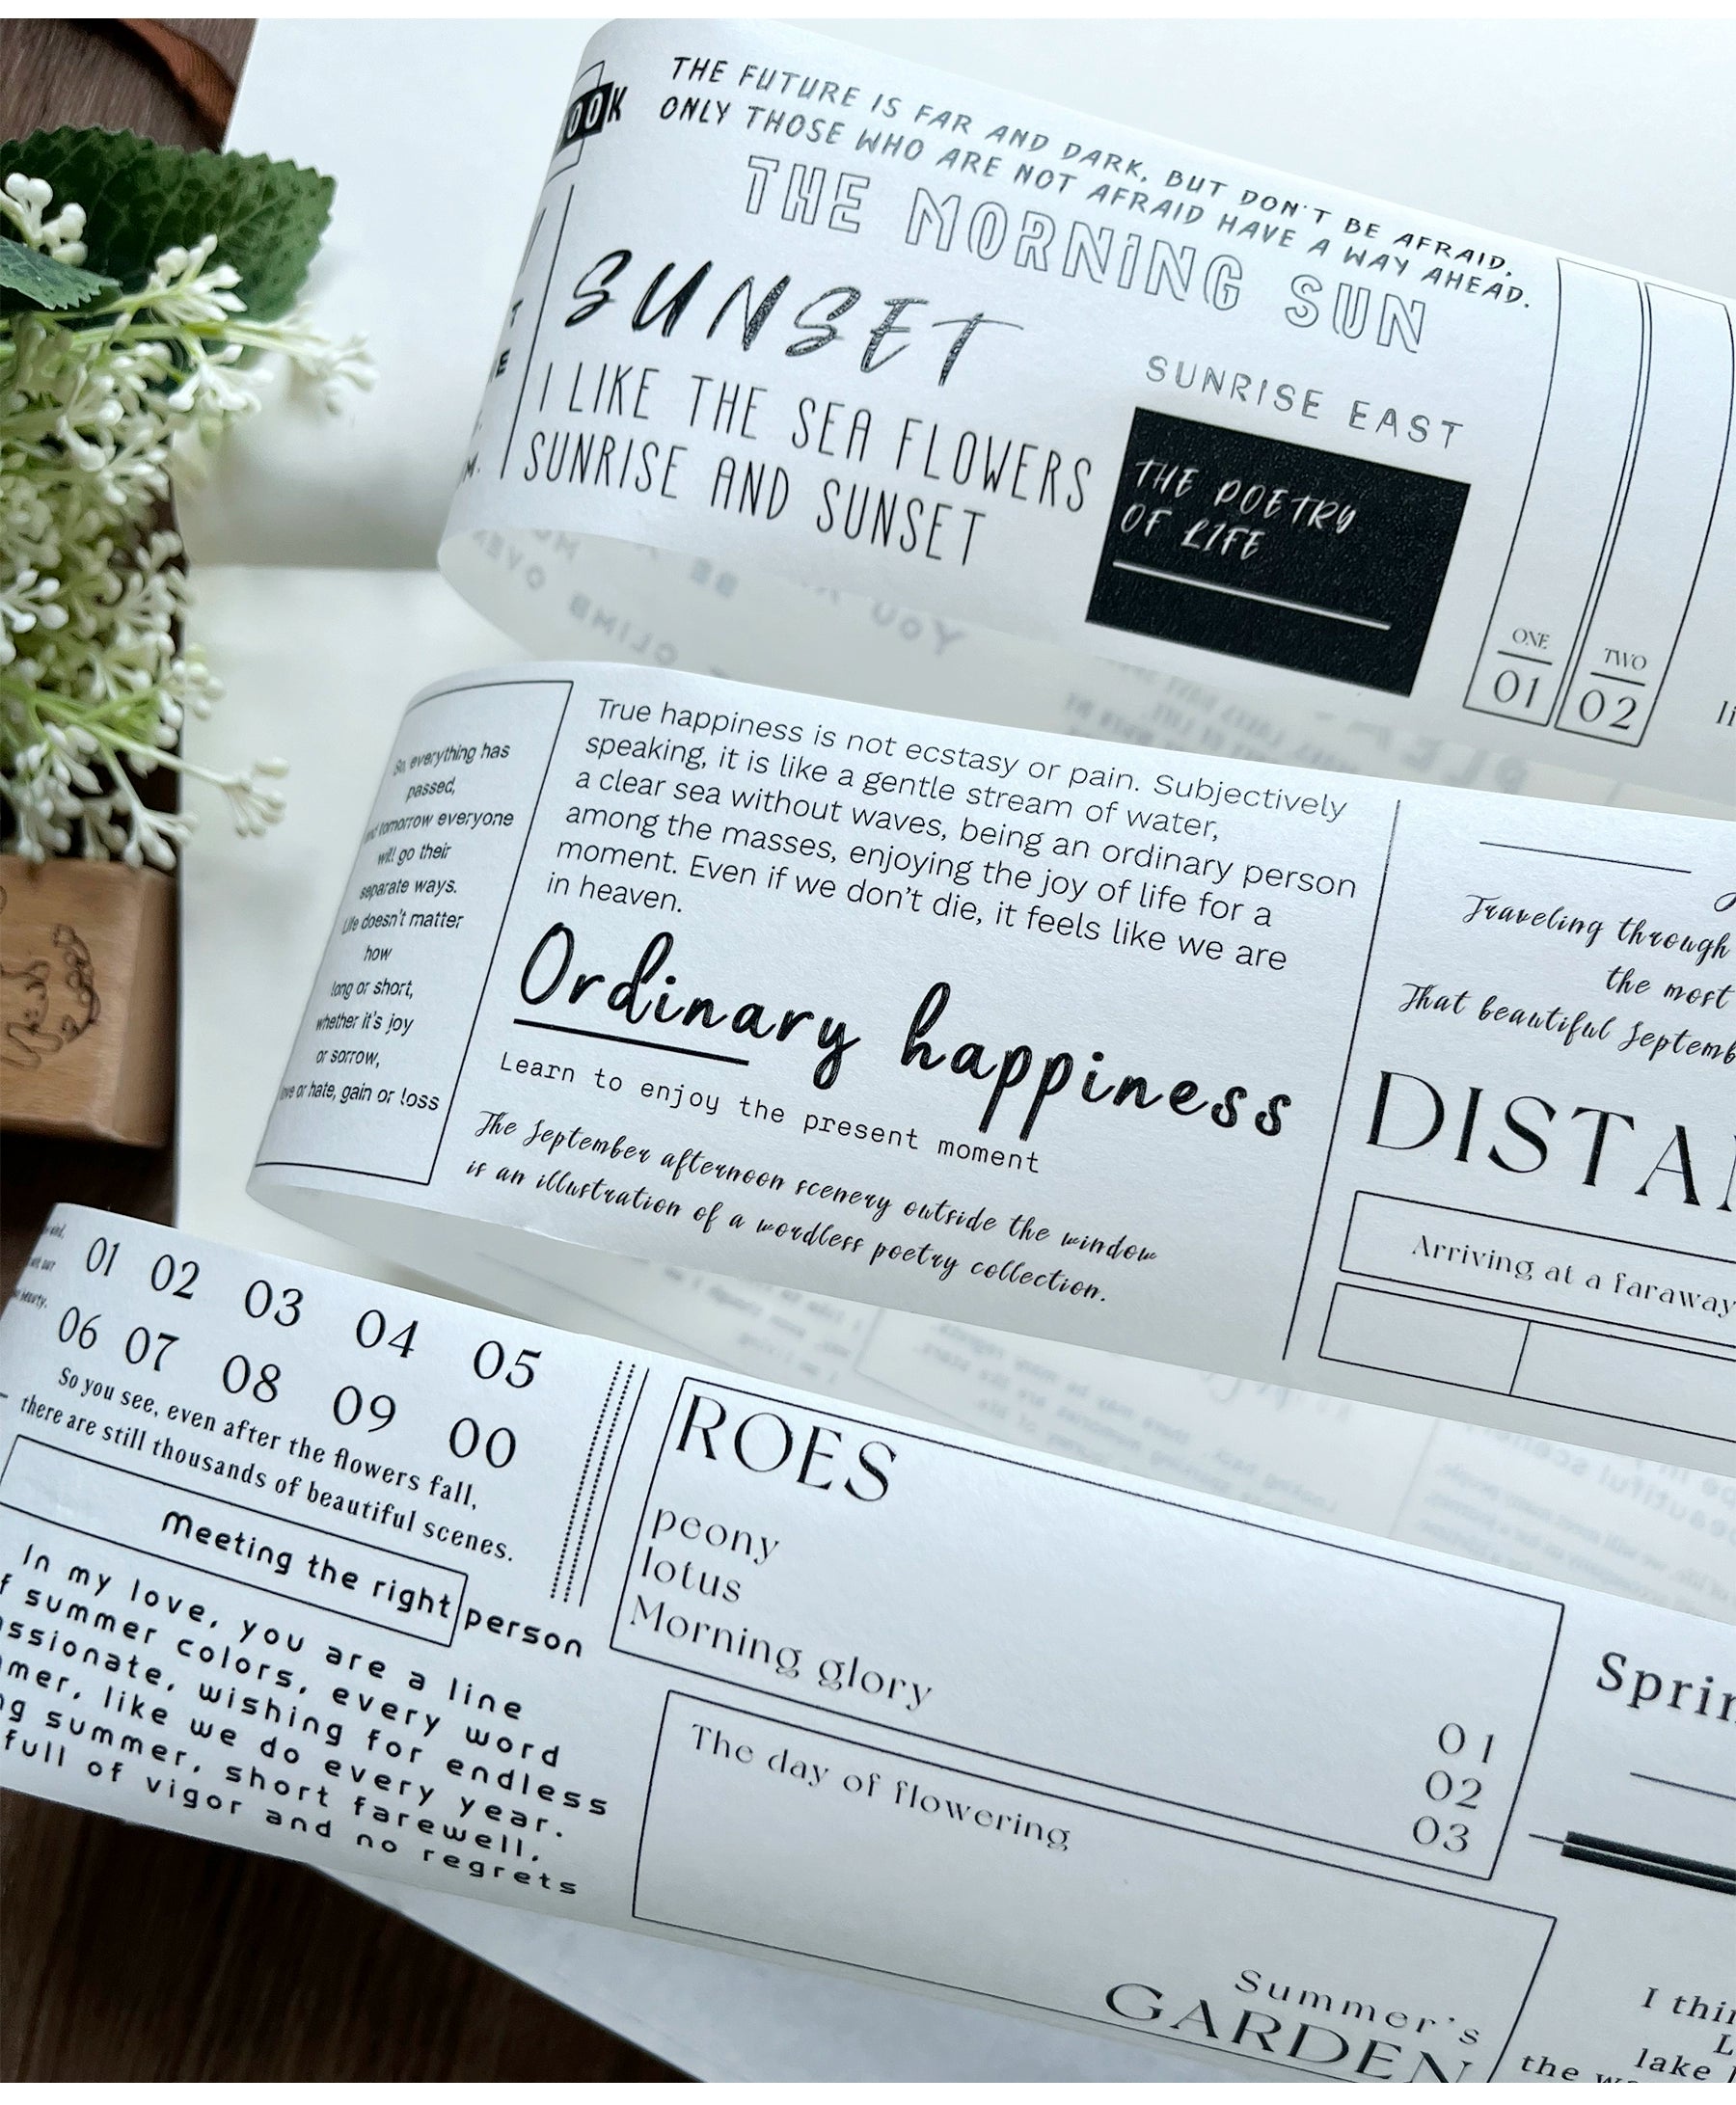 THE FUTURE IS FAR AND DARK, BUT DON'T BE AFRAID.
ONLY THOSE WHO ARE NOT AFRAID HAVE A WAY AHEAD.
THE MORNING SUN
SUNSET
SUNRISE EAST
I LIKE THE SEA FLOWERS
SUNRISE AND SUNSET
THE POETRY
OF LIFE
ONE
01
TWO
02
So, everything has
passed,
tomorrow everyone
will go their
separate ways.
Life doesn't matter
how
long or short,
whether it's joy
or sorrow,
or hate, gain or loss
True happiness is not ecstasy or pain. Subjectively
speaking, it is like a gentle stream of water,
a clear sea without waves, being an ordinary person
among the masses, enjoying the joy of life for a
moment. Even if we don't die, it feels like we are
in heaven.
Ordinary happiness
Learn to enjoy the present moment
The September afternoon scenery outside the window
is an illustration of a wordless poetry collection.
Traveling through
the most
That beautiful Septemb
DISTAN
Arriving at a faraway
01 02 03 04 05
06 07 08 09 00
So you see, even after the flowers fall,
there are still thousands of beautiful scenes.
Meeting the right person
In my love, you are a line
f summer colors, every word
ssionate, wishing for endless
mer, like we do every year.
g summer, short farewell,
full of vigor and no regrets
ROES
peony
lotus
Morning glory
01
02
03
The day of flowering
Summer's
GARDEN
Sprin
I thin
L
lake
the